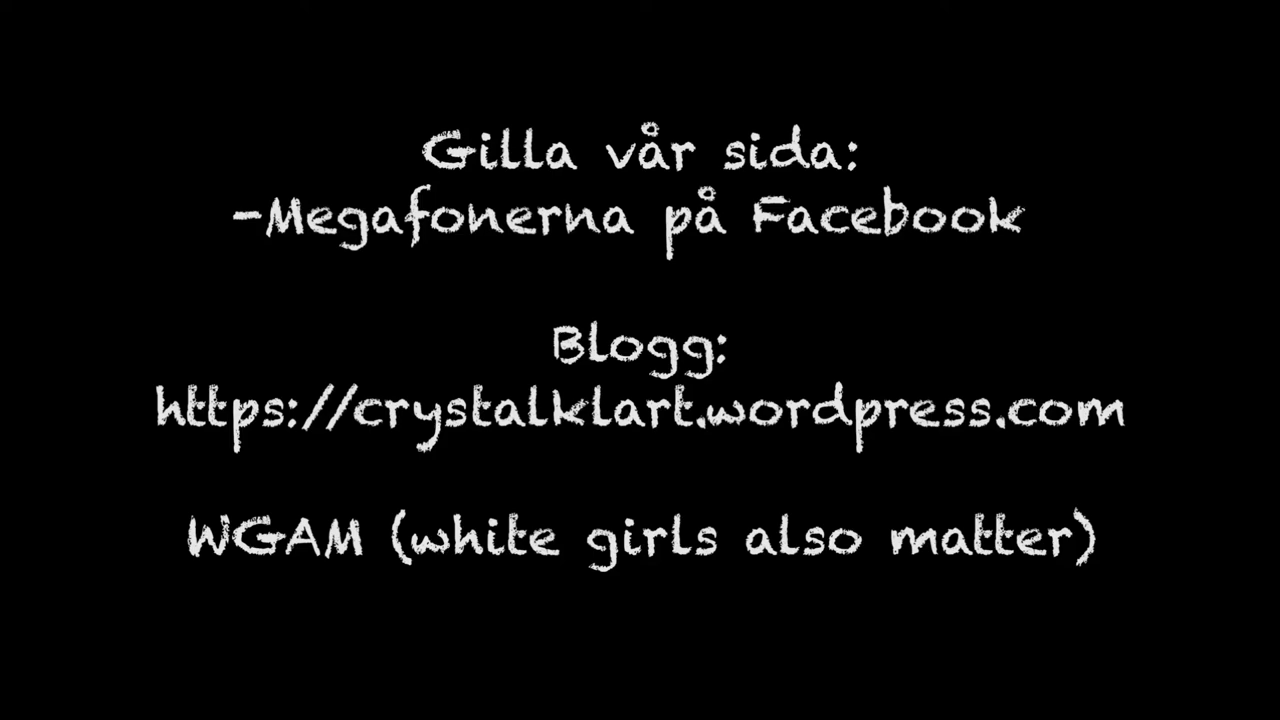 Gilla vår sida:
-Megafonerna på Facebook
Blogg:
https://crystalklart.wordpress.com
WGAM (white girls also matter)